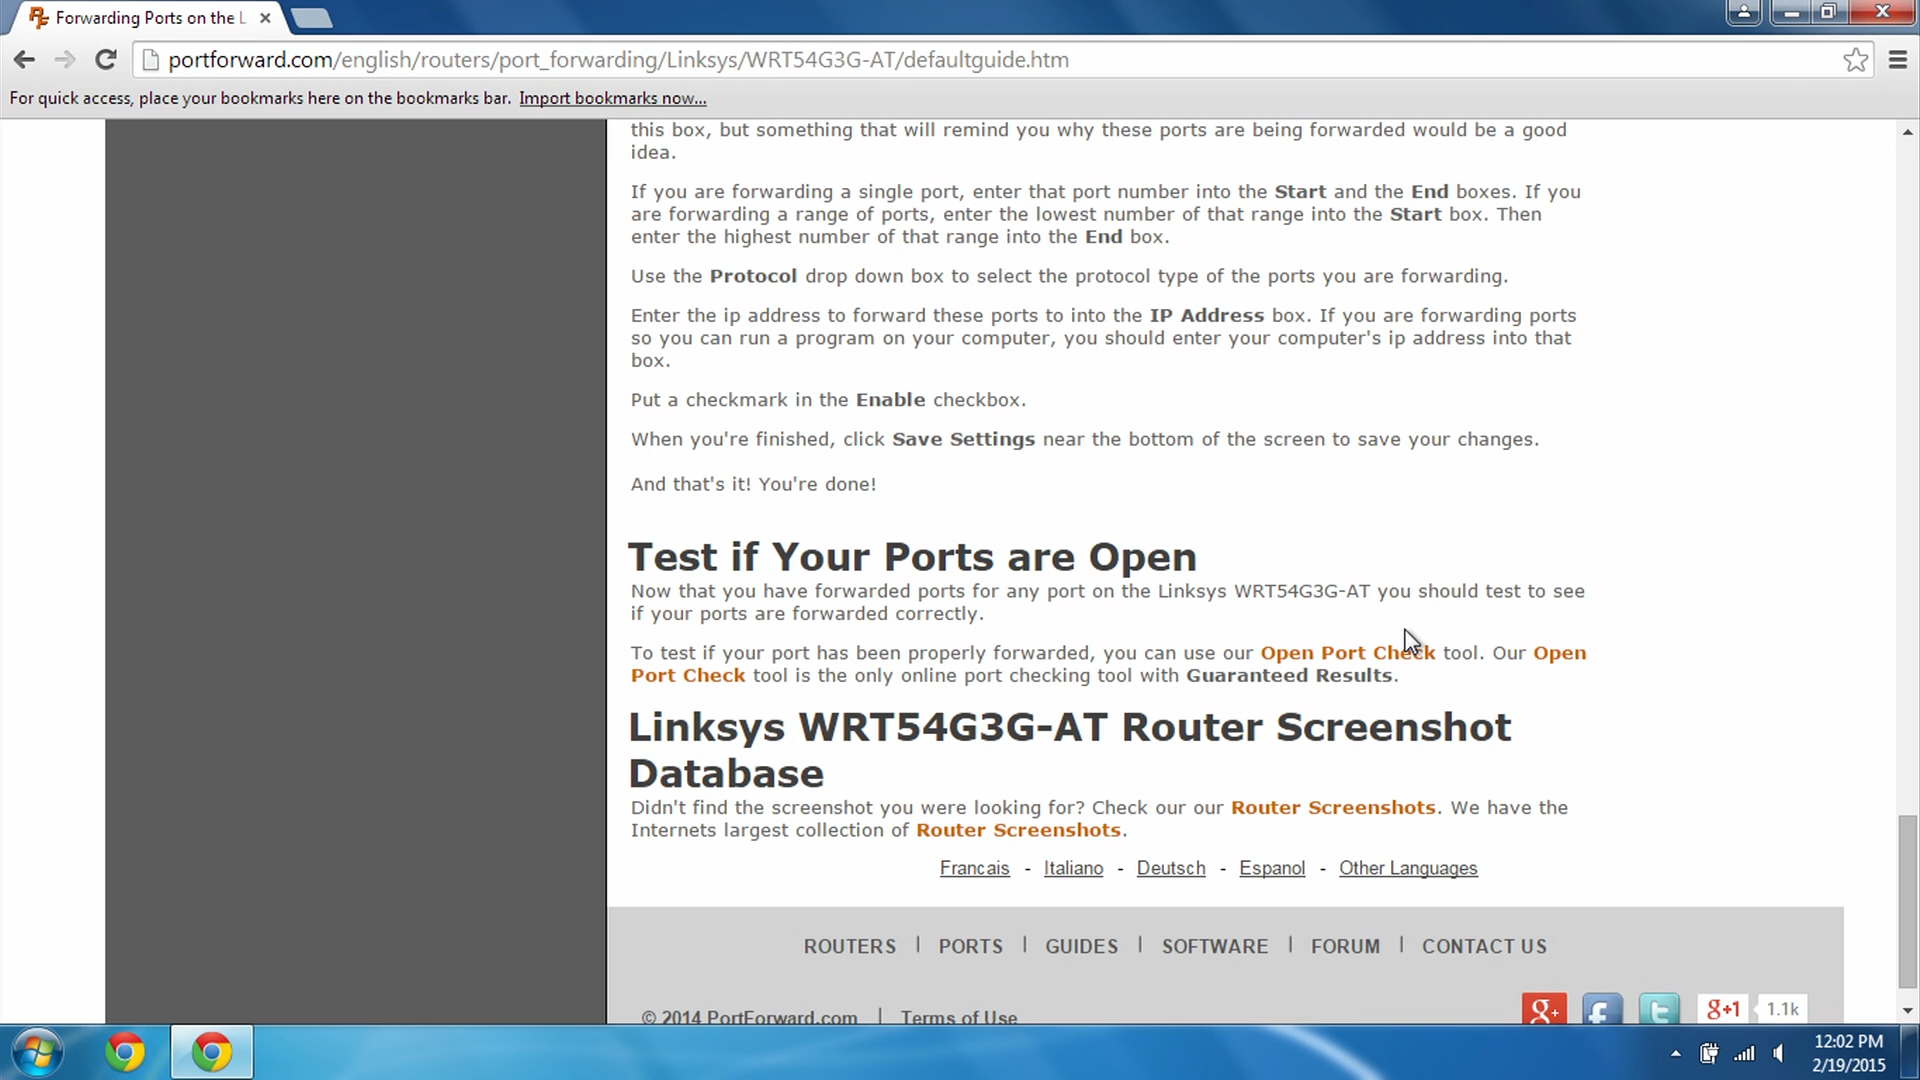 Forwarding Ports on the L
portforward.com/english/routers/port_forwarding/Linksys/WRT54G3G-AT/defaultguide.htm
For quick access, place your bookmarks here on the bookmarks bar. Import bookmarks now...
this box, but something that will remind you why these ports are being forwarded would be a good
idea.
If you are forwarding a single port, enter that port number into the Start and the End boxes. If you
are forwarding a range of ports, enter the lowest number of that range into the Start box. Then
enter the highest number of that range into the End box.
Use the Protocol drop down box to select the protocol type of the ports you are forwarding.
Enter the ip address to forward these ports to into the IP Address box. If you are forwarding ports
so you can run a program on your computer, you should enter your computer's ip address into that
box.
Put a checkmark in the Enable checkbox.
When you're finished, click Save Settings near the bottom of the screen to save your changes.
And that's it! You're done!
Test if Your Ports are Open
Now that you have forwarded ports for any port on the Linksys WRT54G3G-AT you should test to see
if your ports are forwarded correctly.
To test if your port has been properly forwarded, you can use our Open Port Check tool. Our Open
Port Check tool is the only online port checking tool with Guaranteed Results.
Linksys WRT54G3G-AT Router Screenshot
Database
Didn't find the screenshot you were looking for? Check our our Router Screenshots. We have the
Internets largest collection of Router Screenshots.
Francais - Italiano - Deutsch - Espanol - Other Languages
ROUTERS | PORTS | GUIDES | SOFTWARE | FORUM | CONTACT US
© 2014 PortForward.com | Terms of Use
g+ f t g+1 1.1k
12:02 PM
2/19/2015